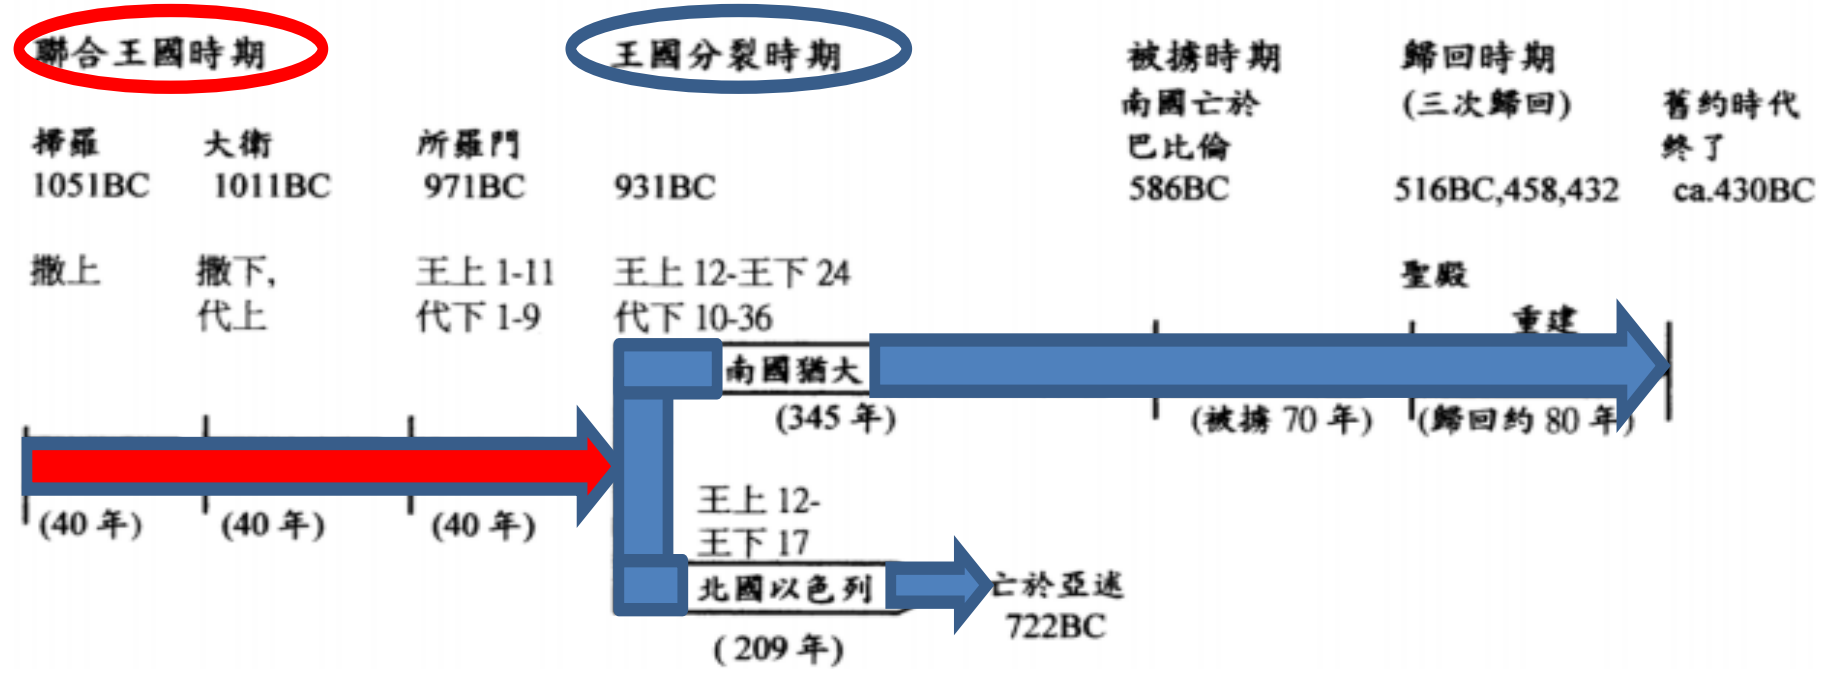 聯合王國時期
王國分裂時期
被擄時期
歸回時期
南國亡於
(三次歸回)
舊約時代
掃羅
大衛
所羅門
巴比倫
終了
1051BC
1011BC
971BC
931BC
586BC
516BC,458,432
ca.430BC
撒上
撒下,
王上 1-11
王上 12-王下 24
聖殿
代上
代下 1-9
代下 10-36
重建
南國猶大
(345 年)
(被擄 70 年)
(歸回約 80 年)
(40 年)
(40 年)
(40 年)
王上 12-
王下 17
北國以色列
亡於亞述
722BC
( 209 年)